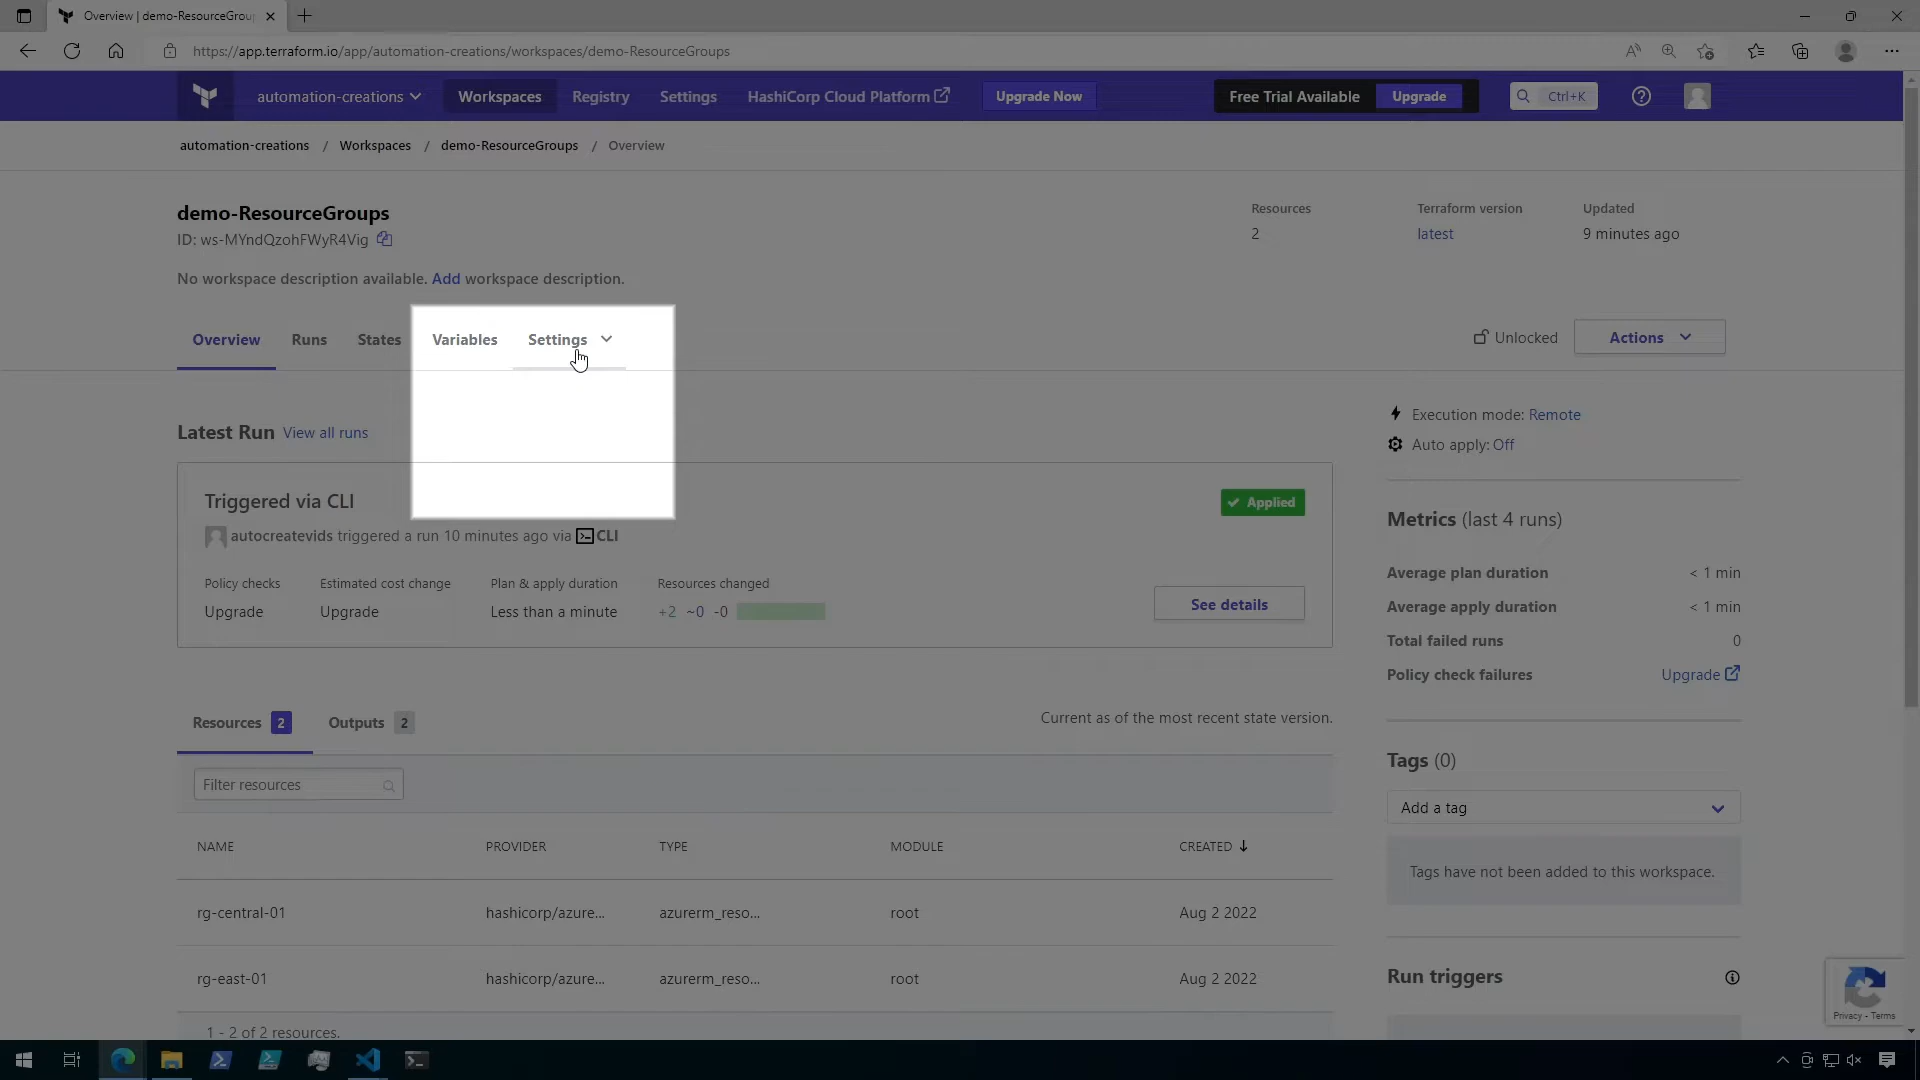 Overview | demo-ResourceGroup
https://app.terraform.io/app/automation-creations/workspaces/demo-ResourceGroups
automation-creations Workspaces Registry Settings HashiCorp Cloud Platform Upgrade Now Free Trial Available Upgrade Ctrl+K
automation-creations / Workspaces / demo-ResourceGroups / Overview
demo-ResourceGroups
ID: ws-MYndQzohFWyR4Vig
No workspace description available. Add workspace description.
Resources
2
Terraform version
latest
Updated
9 minutes ago
Overview Runs States Variables Settings
Unlocked Actions
Latest Run View all runs
Triggered via CLI
Applied
autocreatevids triggered a run 10 minutes ago via CLI
Policy checks Estimated cost change Plan & apply duration Resources changed
Upgrade Upgrade Less than a minute +2 ~0 -0
See details
Execution mode: Remote
Auto apply: Off
Metrics (last 4 runs)
Average plan duration < 1 min
Average apply duration < 1 min
Total failed runs 0
Policy check failures Upgrade
Resources 2 Outputs 2
Current as of the most recent state version.
Filter resources
NAME PROVIDER TYPE MODULE CREATED
rg-central-01 hashicorp/azure... azurerm_reso... root Aug 2 2022
rg-east-01 hashicorp/azure... azurerm_reso... root Aug 2 2022
1 - 2 of 2 resources.
Tags (0)
Add a tag
Tags have not been added to this workspace.
Run triggers
Privacy - Terms